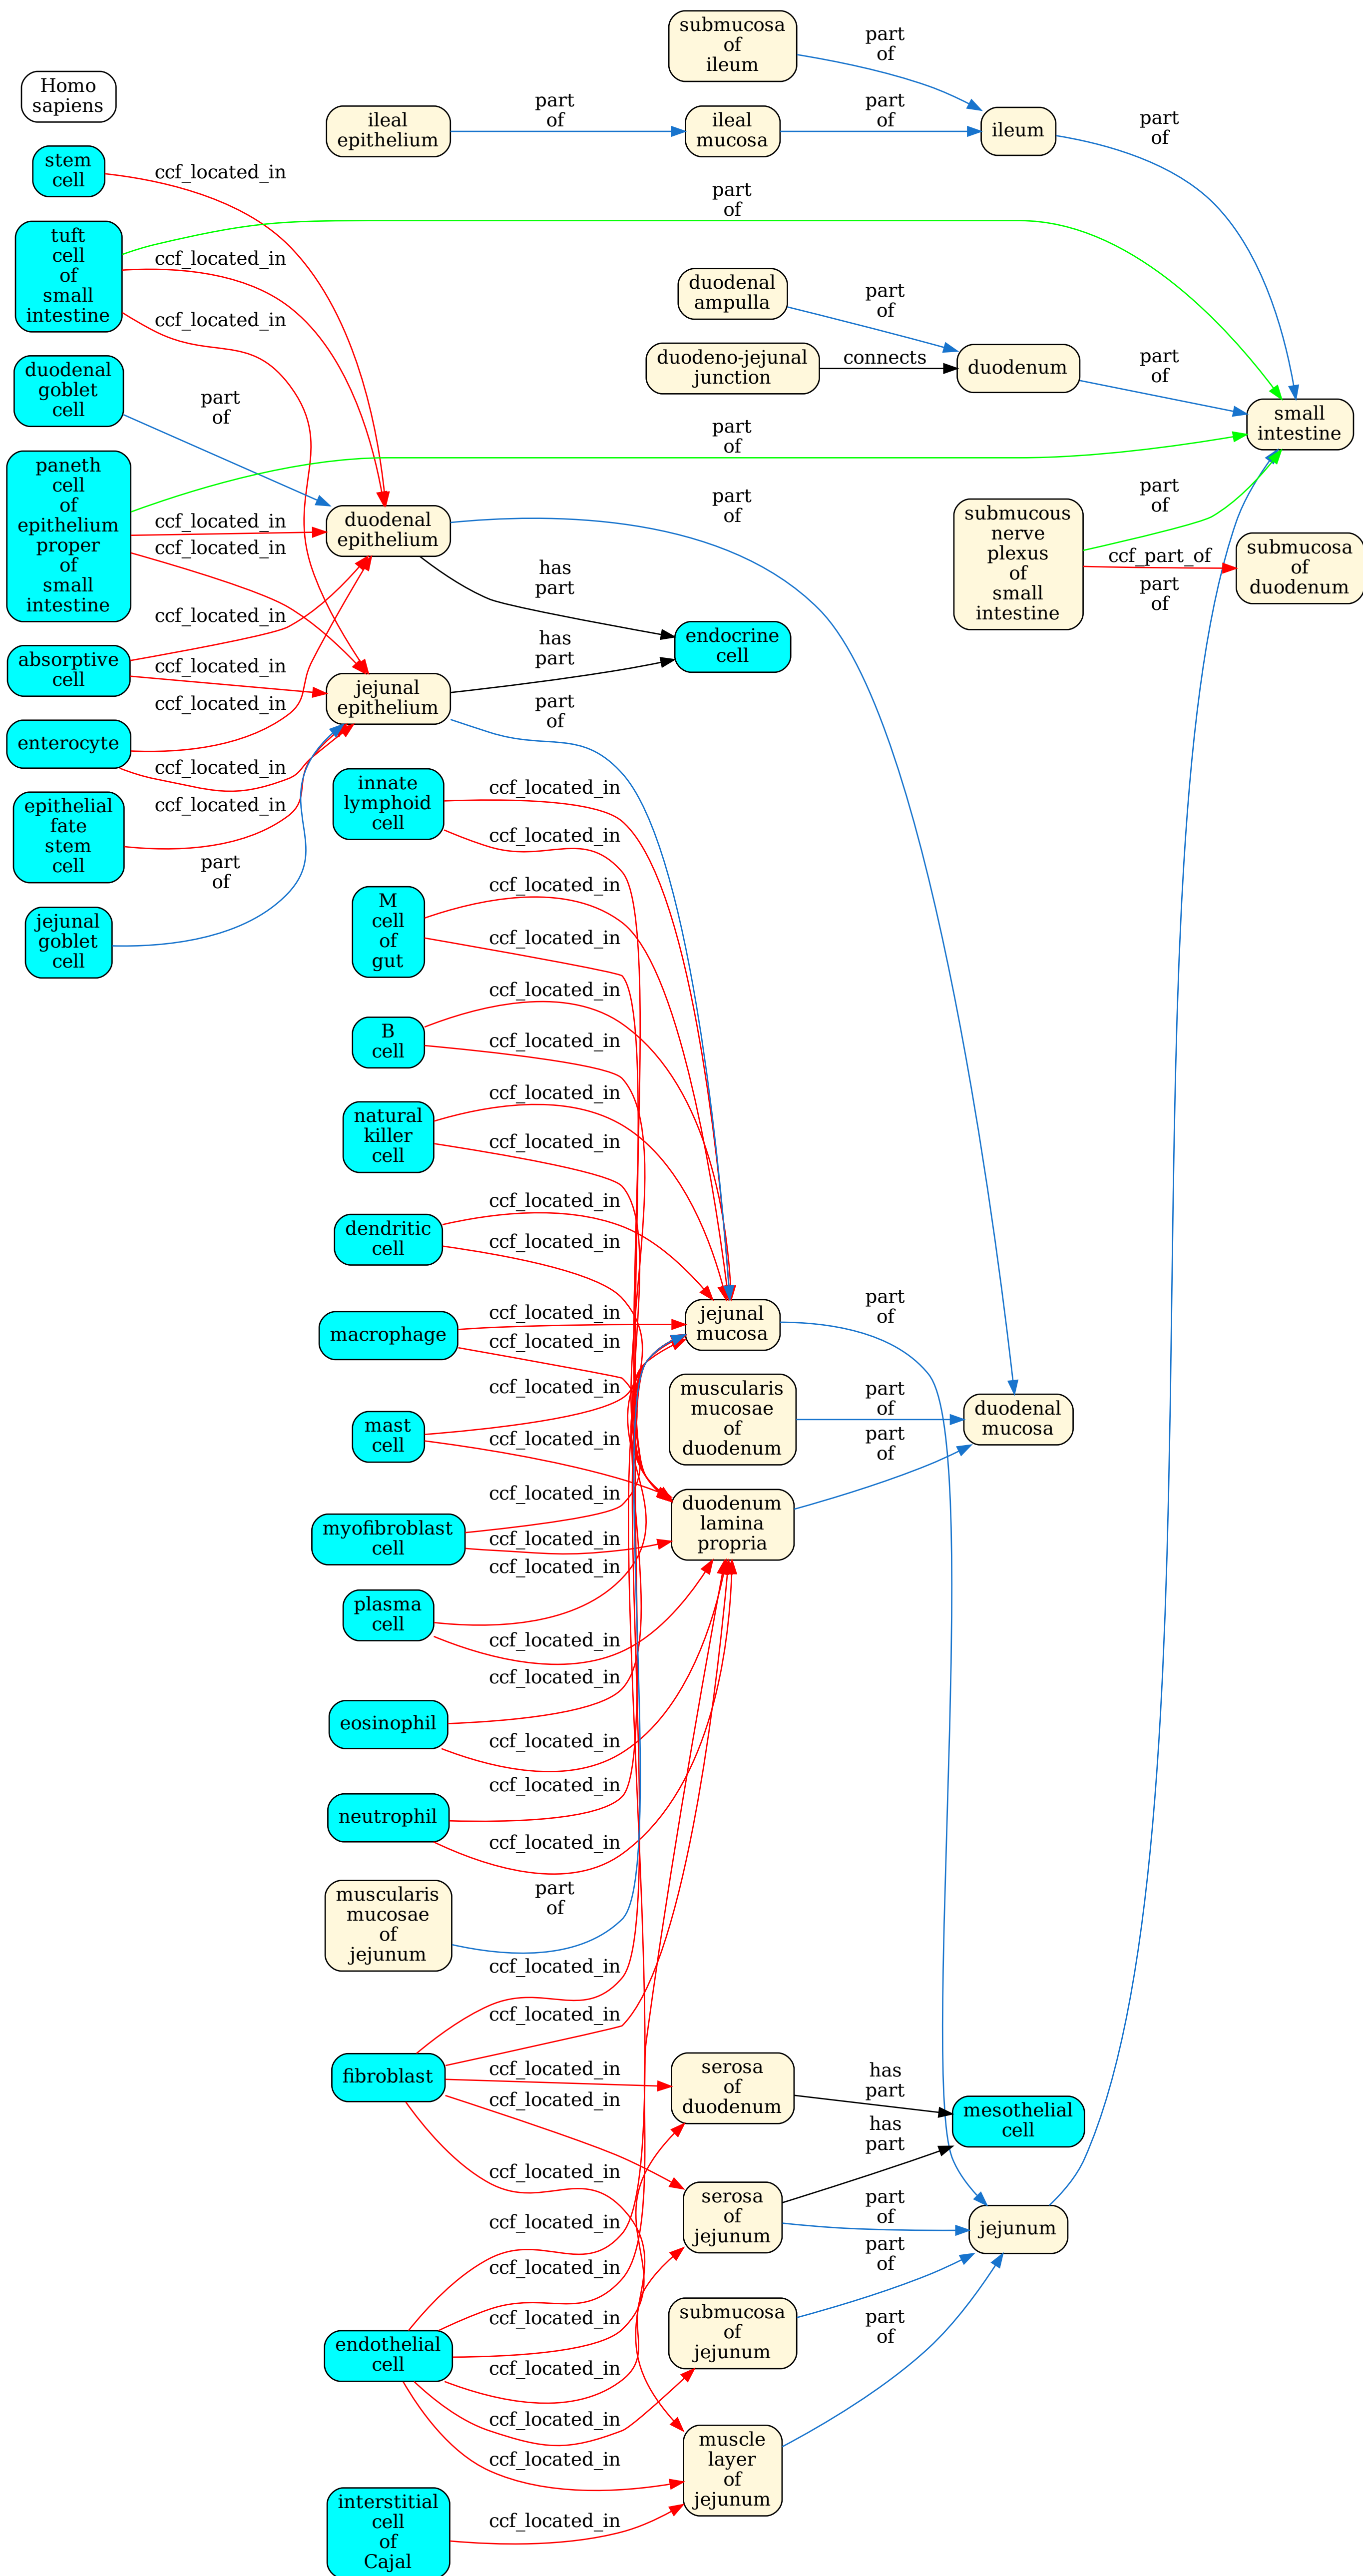 submucosa
of
ileum
part
of
Homo
sapiens
ileal
epithelium
part
of
ileal
mucosa
part
of
ileum
part
of
stem
cell
ccf_located_in
part
of
tuft
cell
of
small
intestine
ccf_located_in
ccf_located_in
duodenal
ampulla
part
of
duodeno-jejunal
junction
connects
duodenum
part
of
duodenal
goblet
cell
part
of
small
intestine
part
of
paneth
cell
of
epithelium
proper
of
small
intestine
ccf_located_in
ccf_located_in
duodenal
epithelium
part
of
submucous
nerve
plexus
of
small
intestine
part
of
ccf_part_of
part
of
submucosa
of
duodenum
has
part
ccf_located_in
absorptive
cell
ccf_located_in
has
part
endocrine
cell
jejunal
epithelium
part
of
ccf_located_in
enterocyte
ccf_located_in
epithelial
fate
stem
cell
ccf_located_in
part
of
jejunal
goblet
cell
innate
lymphoid
cell
ccf_located_in
ccf_located_in
M
cell
of
gut
ccf_located_in
ccf_located_in
B
cell
ccf_located_in
ccf_located_in
natural
killer
cell
ccf_located_in
ccf_located_in
dendritic
cell
ccf_located_in
ccf_located_in
macrophage
ccf_located_in
ccf_located_in
jejunal
mucosa
part
of
mast
cell
ccf_located_in
ccf_located_in
muscularis
mucosae
of
duodenum
part
of
part
of
duodenal
mucosa
myofibroblast
cell
ccf_located_in
ccf_located_in
duodenum
lamina
propria
plasma
cell
ccf_located_in
ccf_located_in
eosinophil
ccf_located_in
ccf_located_in
neutrophil
ccf_located_in
ccf_located_in
muscularis
mucosae
of
jejunum
part
of
fibroblast
ccf_located_in
ccf_located_in
ccf_located_in
ccf_located_in
ccf_located_in
serosa
of
duodenum
has
part
has
part
mesothelial
cell
serosa
of
jejunum
part
of
part
of
jejunum
endothelial
cell
ccf_located_in
ccf_located_in
ccf_located_in
ccf_located_in
ccf_located_in
ccf_located_in
submucosa
of
jejunum
part
of
muscle
layer
of
jejunum
interstitial
cell
of
Cajal
ccf_located_in